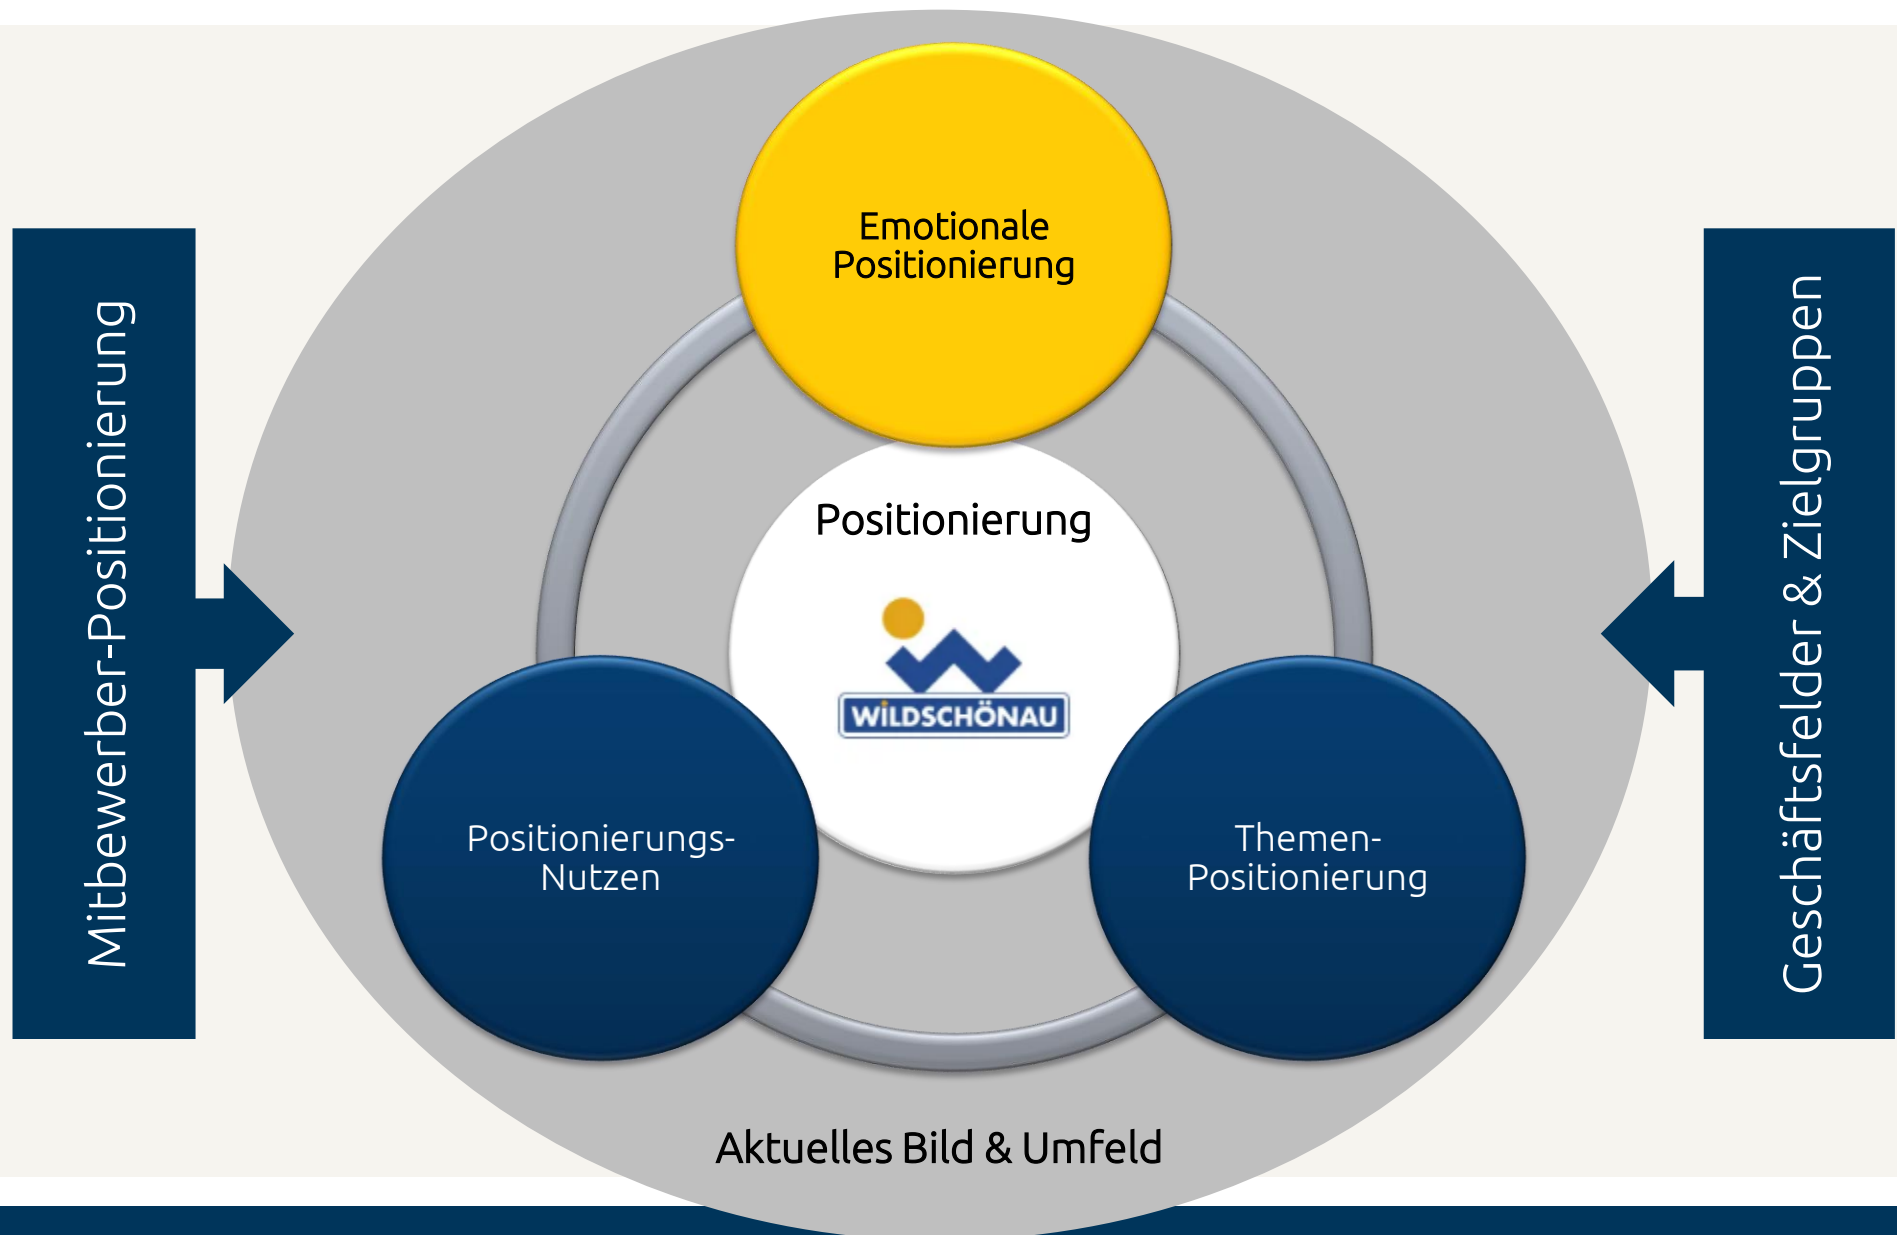 Emotionale
Positionierung
Mitbewerber-Positionierung
Geschäftsfelder & Zielgruppen
Positionierung
WiLDSCHÖNAU
Positionierungs-
Nutzen
Themen-
Positionierung
Aktuelles Bild & Umfeld